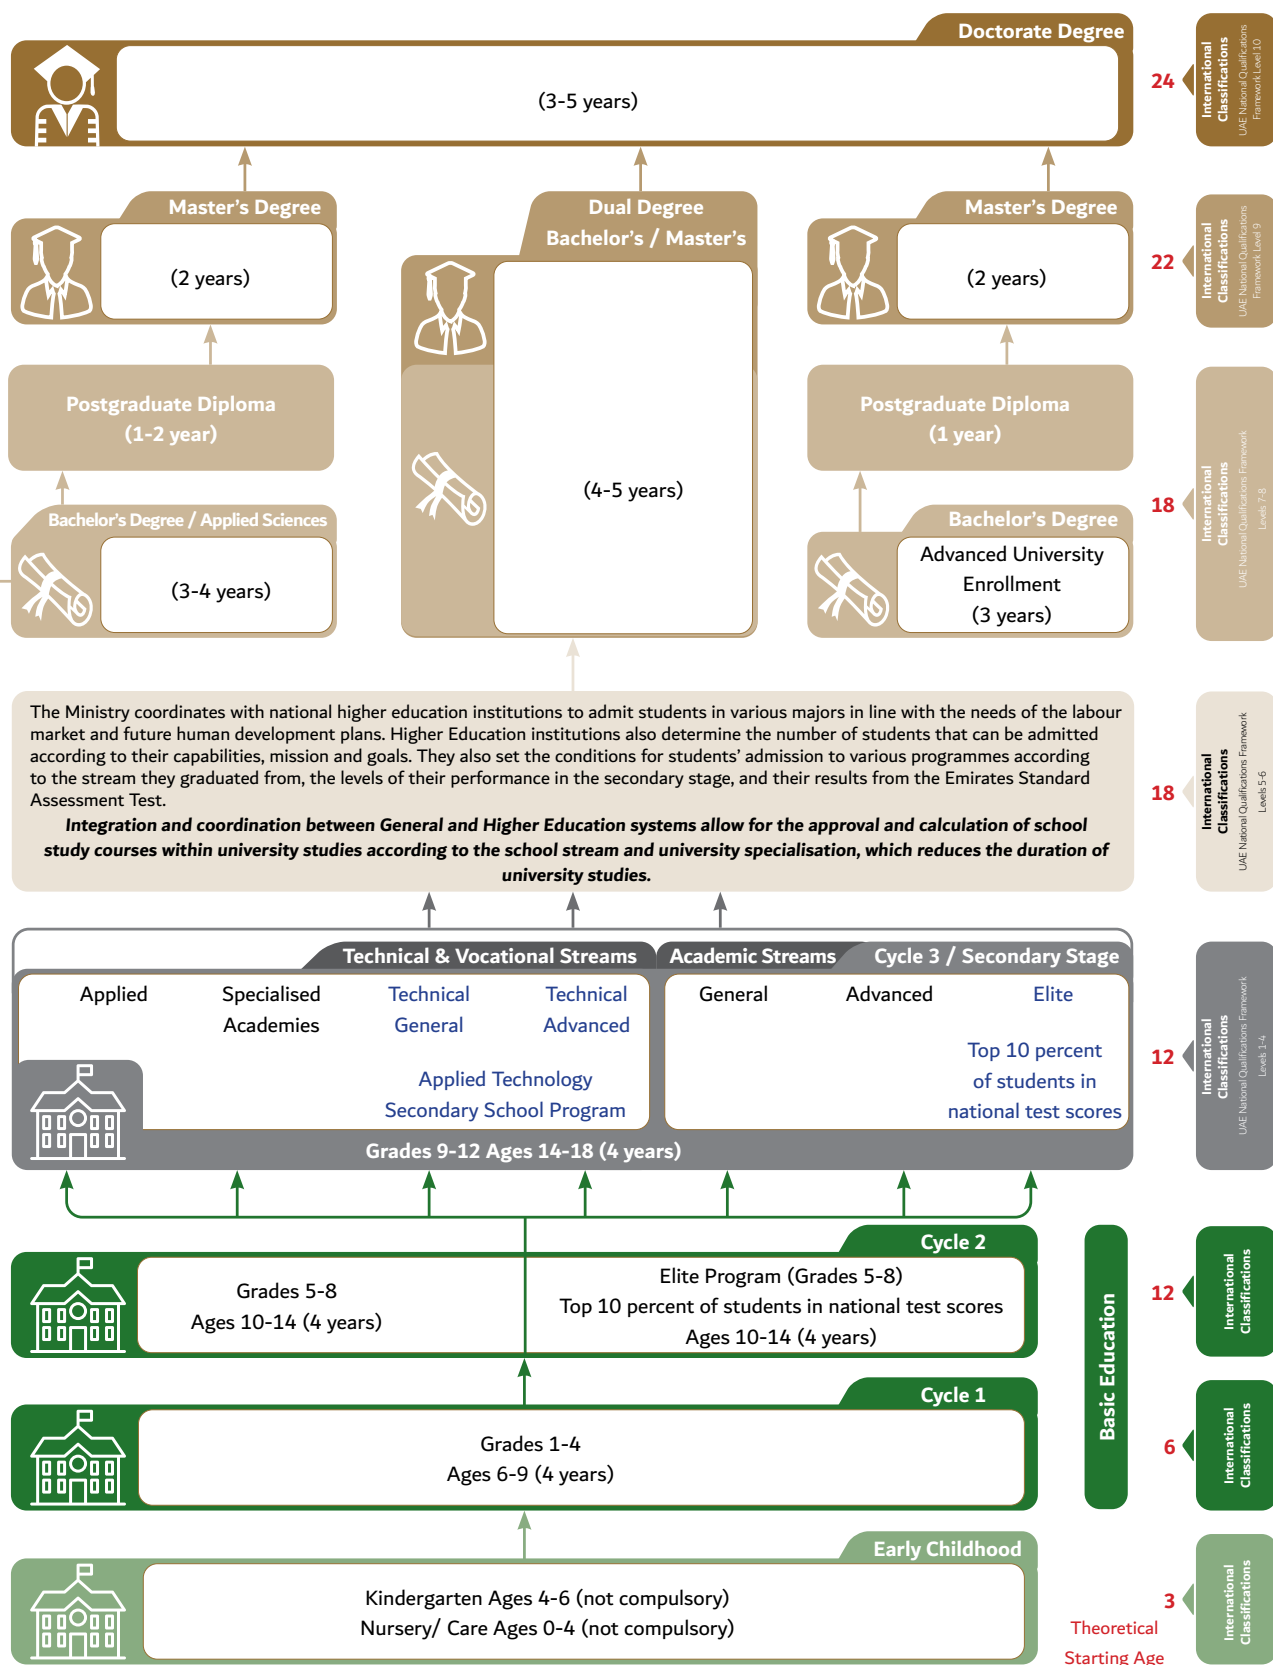 Doctorate Degree
(3-5 years)
24
International
Classifications
UAE National Qualifications
Framework Level 10
Master's Degree
(2 years)
Dual Degree
Bachelor's / Master's
(4-5 years)
Master's Degree
(2 years)
22
International
Classifications
UAE National Qualifications
Framework Level 9
Postgraduate Diploma
(1-2 year)
Postgraduate Diploma
(1 year)
Bachelor's Degree / Applied Sciences
(3-4 years)
Bachelor's Degree
Advanced University
Enrollment
(3 years)
18
International
Classifications
UAE National Qualifications Framework
Levels 7-8
The Ministry coordinates with national higher education institutions to admit students in various majors in line with the needs of the labour
market and future human development plans. Higher Education institutions also determine the number of students that can be admitted
according to their capabilities, mission and goals. They also set the conditions for students' admission to various programmes according
to the stream they graduated from, the levels of their performance in the secondary stage, and their results from the Emirates Standard
Assessment Test.
Integration and coordination between General and Higher Education systems allow for the approval and calculation of school
study courses within university studies according to the school stream and university specialisation, which reduces the duration of
university studies.
18
International
Classifications
UAE National Qualifications Framework
Levels 5-6
Technical & Vocational Streams
Academic Streams
Cycle 3 / Secondary Stage
Applied
Specialised
Academies
Technical
General
Technical
Advanced
Applied Technology
Secondary School Program
General
Advanced
Elite
Top 10 percent
of students in
national test scores
Grades 9-12 Ages 14-18 (4 years)
12
International
Classifications
UAE National Qualifications Framework
Levels 1-4
Cycle 2
Grades 5-8
Ages 10-14 (4 years)
Elite Program (Grades 5-8)
Top 10 percent of students in national test scores
Ages 10-14 (4 years)
12
International
Classifications
Basic Education
Cycle 1
Grades 1-4
Ages 6-9 (4 years)
6
International
Classifications
Early Childhood
Kindergarten Ages 4-6 (not compulsory)
Nursery/ Care Ages 0-4 (not compulsory)
3
Theoretical
Starting Age
International
Classifications